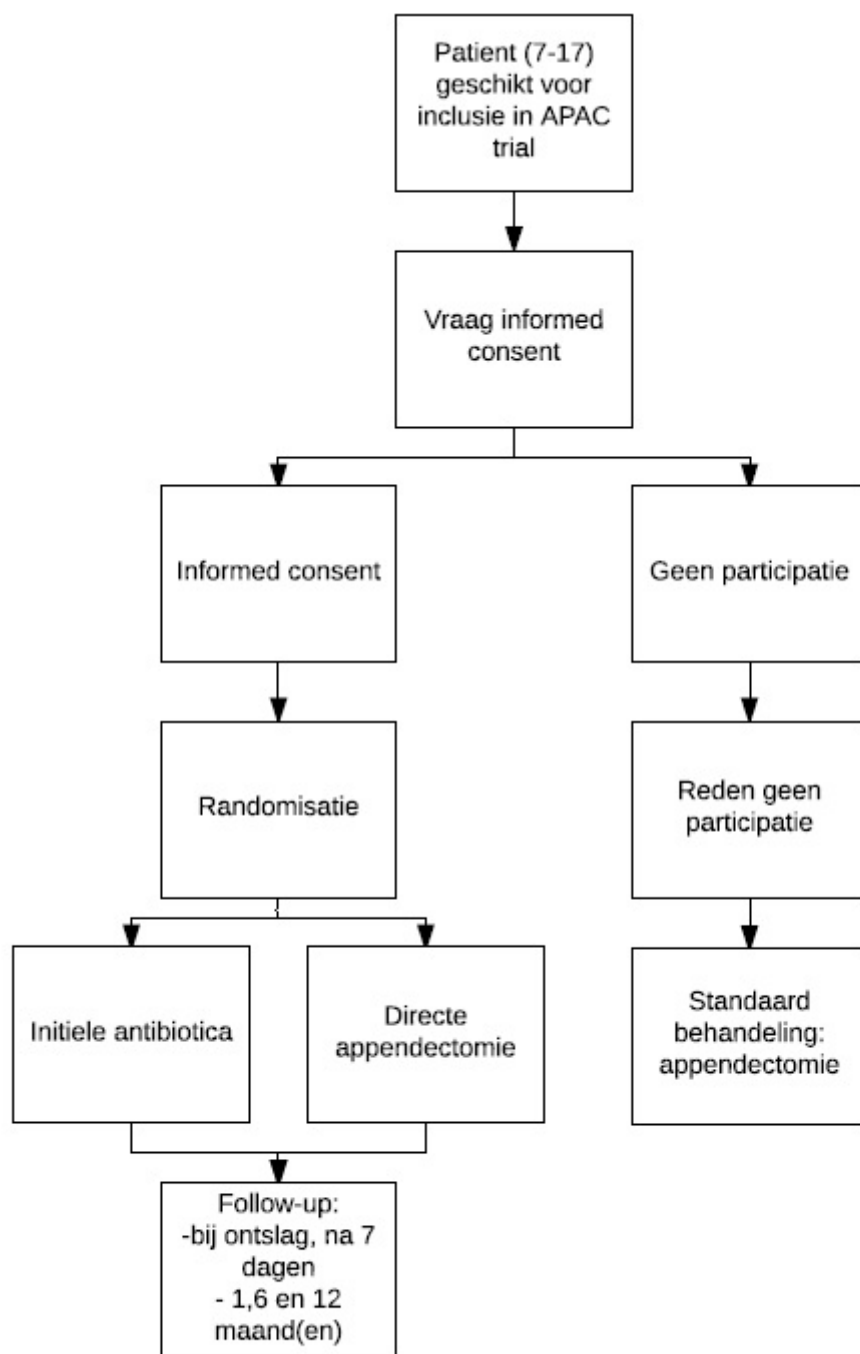 Patient (7-17)
geschikt voor
inclusie in APAC
trial
Vraag informed
consent
Informed consent
Geen participatie
Randomisatie
Reden geen
participatie
Initiele antibiotica
Directe
appendectomie
Standaard
behandeling:
appendectomie
Follow-up:
-bij ontslag, na 7
dagen
- 1,6 en 12
maand(en)